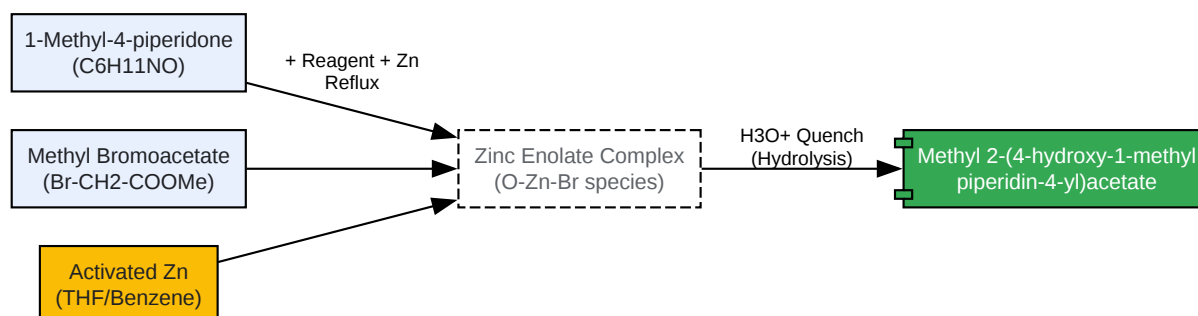 1-Methyl-4-piperidone
(C6H11NO)
+ Reagent + Zn
Reflux
Methyl Bromoacetate
(Br-CH2-COOMe)
Zinc Enolate Complex
(O-Zn-Br species)
H3O+ Quench
(Hydrolysis)
Methyl 2-(4-hydroxy-1-methyl
piperidin-4-yl)acetate
Activated Zn
(THF/Benzene)